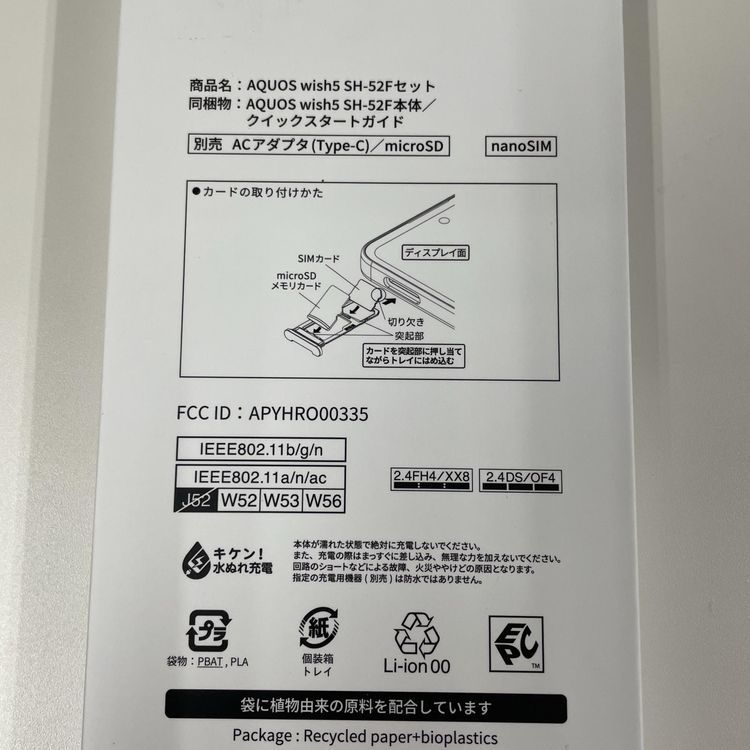 商品名：AQUOS wish5 SH-52Fセット
同梱物：AQUOS wish5 SH-52F本体／
クイックスタートガイド
別売 ACアダプタ(Type-C)／microSD
nanoSIM
●カードの取り付けかた
ディスプレイ面
SIMカード
microSD
メモリカード
切り欠き
突起部
カードを突起部に押し当て
ながらトレイにはめ込む
FCC ID：APYHRO00335
IEEE802.11b/g/n
IEEE802.11a/n/ac
J52 W52 W53 W56
2.4FH4/XX8
2.4DS/OF4
キケン！
水ぬれ充電
本体が濡れた状態で絶対に充電しないでください。
また、充電の際はまっすぐに差し込み、無理な力を加えないでください。
回路のショートなどによる故障、火災ややけどの原因となります。
指定の充電用機器(別売)は防水ではありません。
プラ
袋物：PBAT, PLA
紙
個装箱
トレイ
Li-ion 00
EPC
TM
袋に植物由来の原料を配合しています
Package : Recycled paper+bioplastics